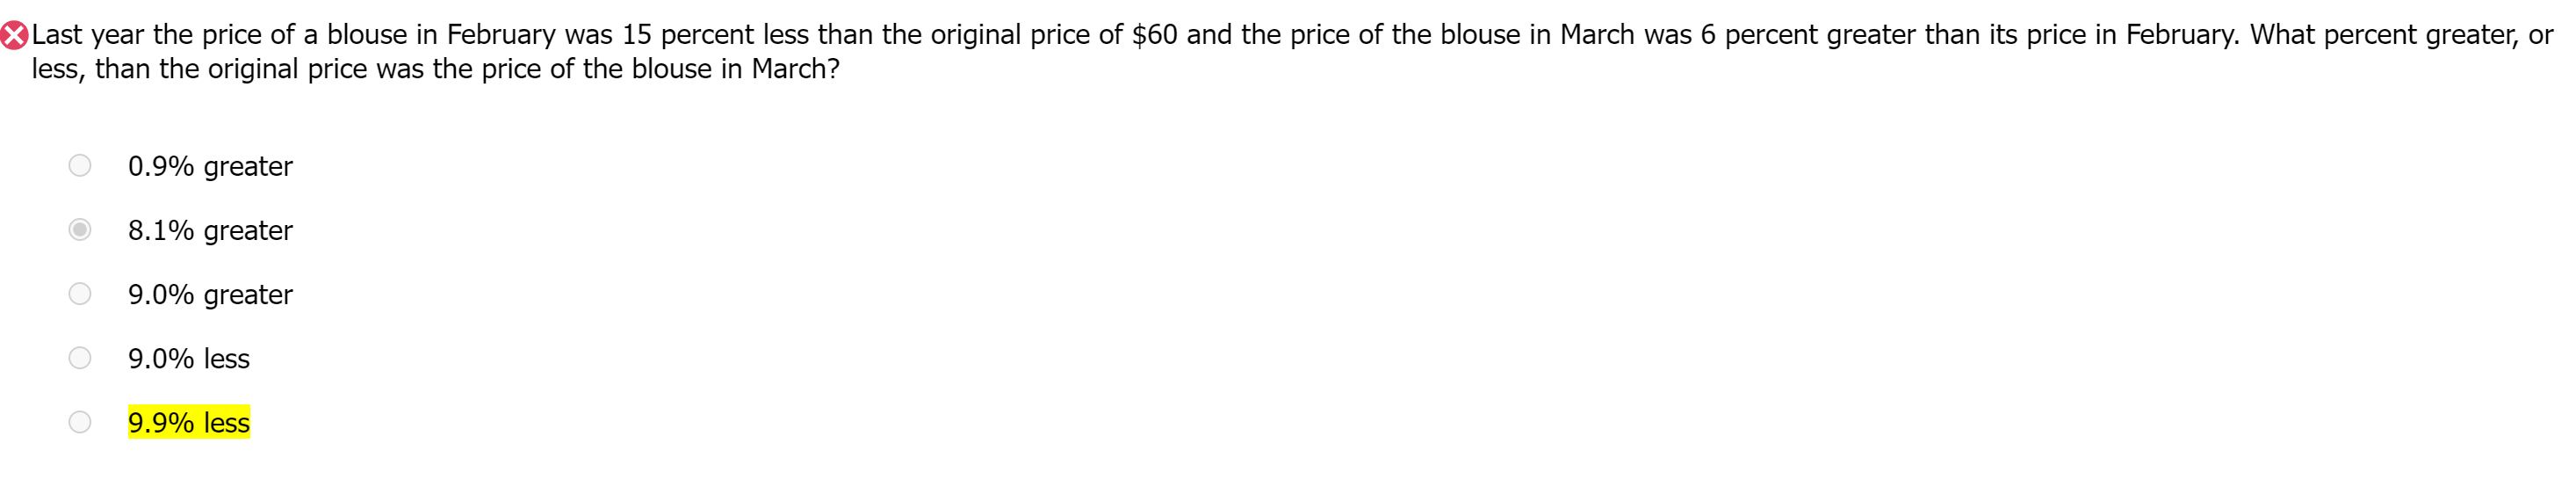 Last year the price of a blouse in February was 15 percent less than the original price of $60 and the price of the blouse in March was 6 percent greater than its price in February. What percent greater, or
less, than the original price was the price of the blouse in March?
0.9% greater
8.1% greater
9.0% greater
9.0% less
9.9% less